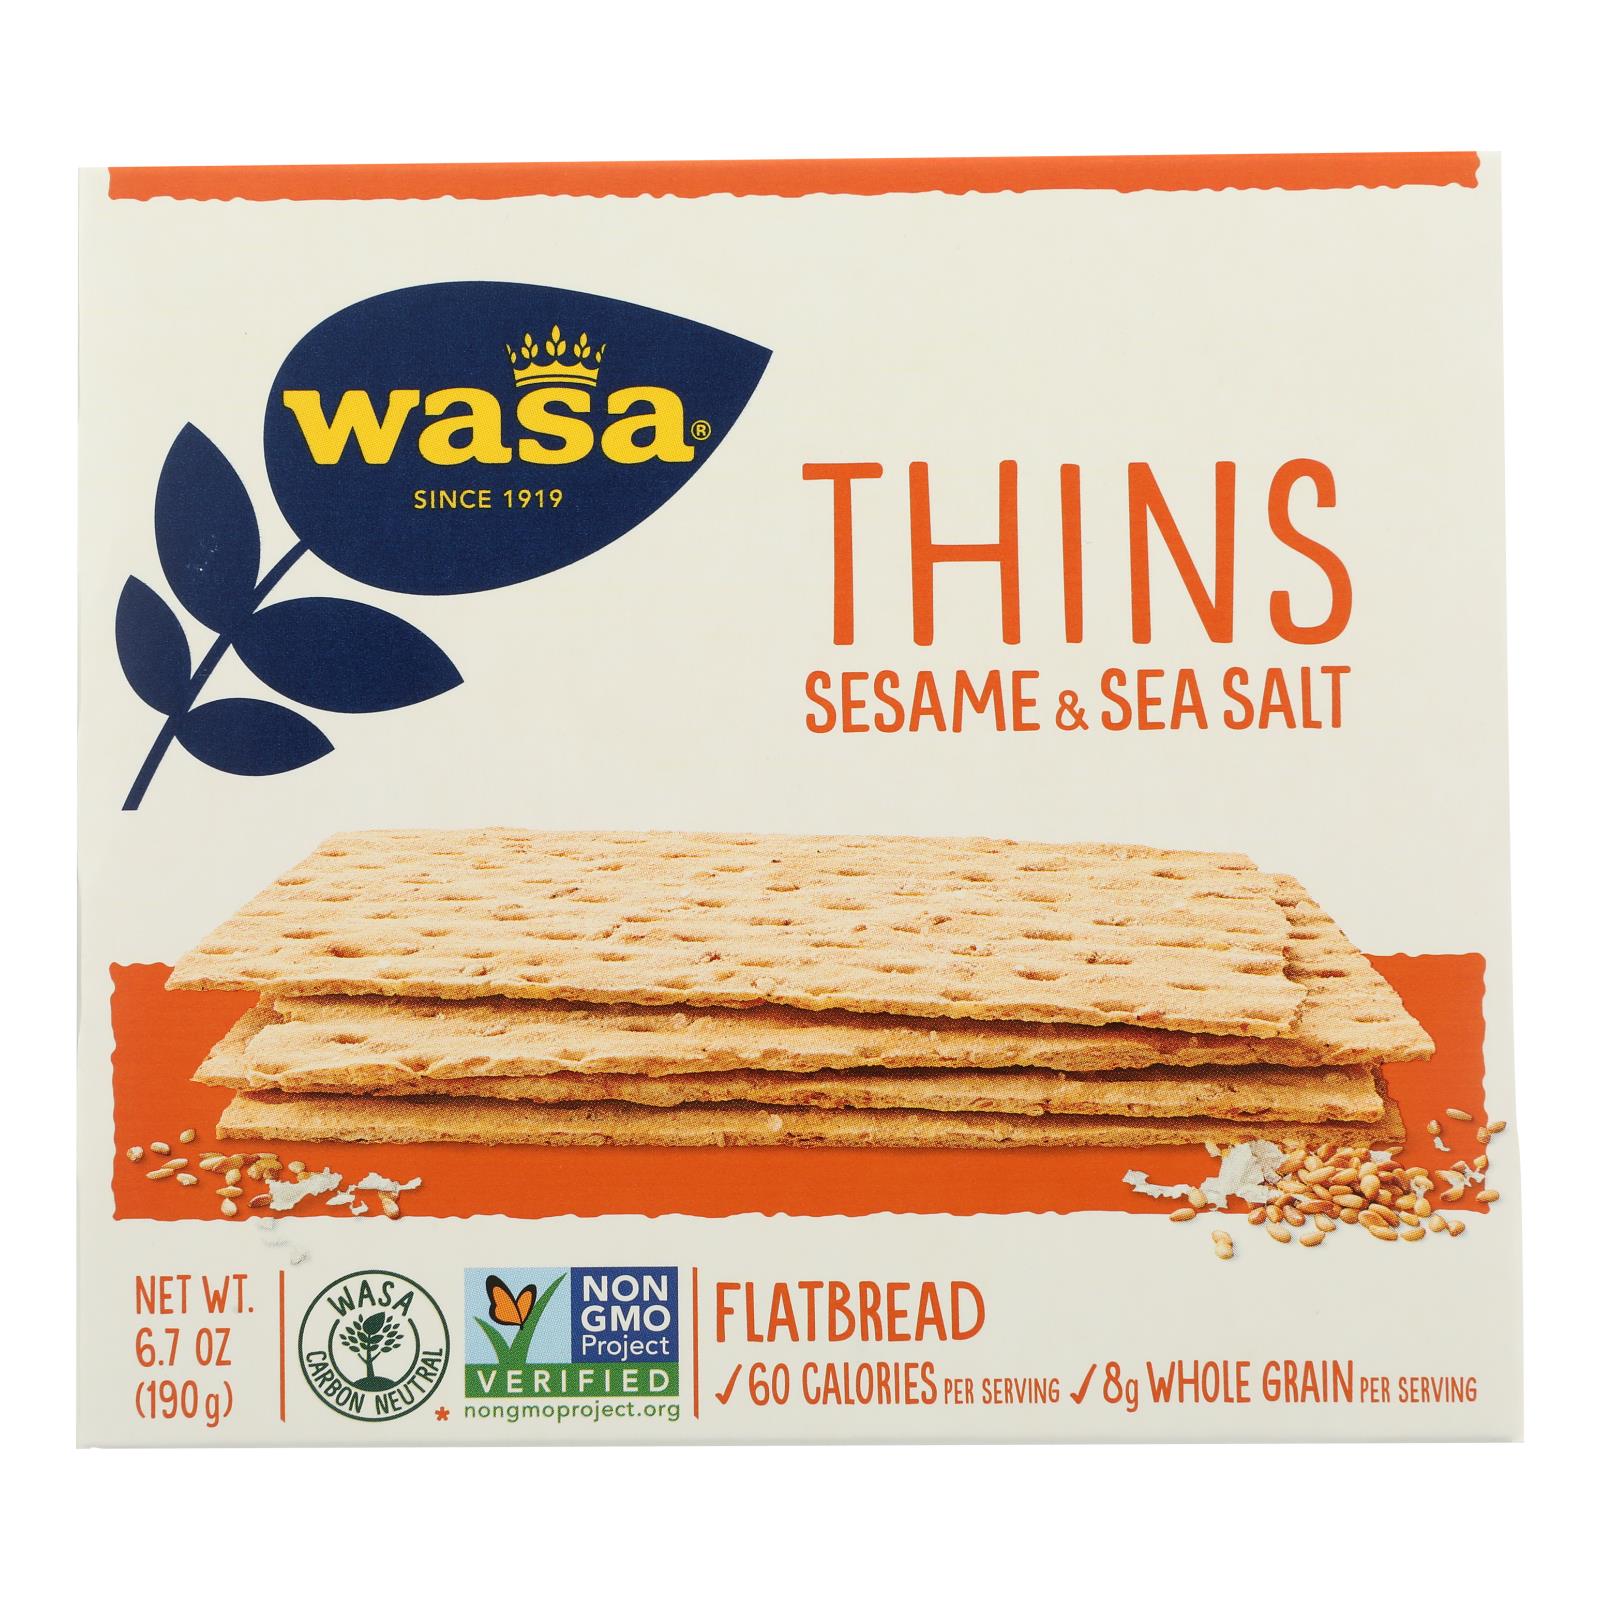 wasa®
SINCE 1919
THINS
SESAME & SEA SALT
NET WT.
6.7 OZ
(190 g)
WASA
CARBON NEUTRAL
*
NON
GMO
Project
VERIFIED
nongmoproject.org
FLATBREAD
✓60 CALORIES PER SERVING ✓8g WHOLE GRAIN PER SERVING